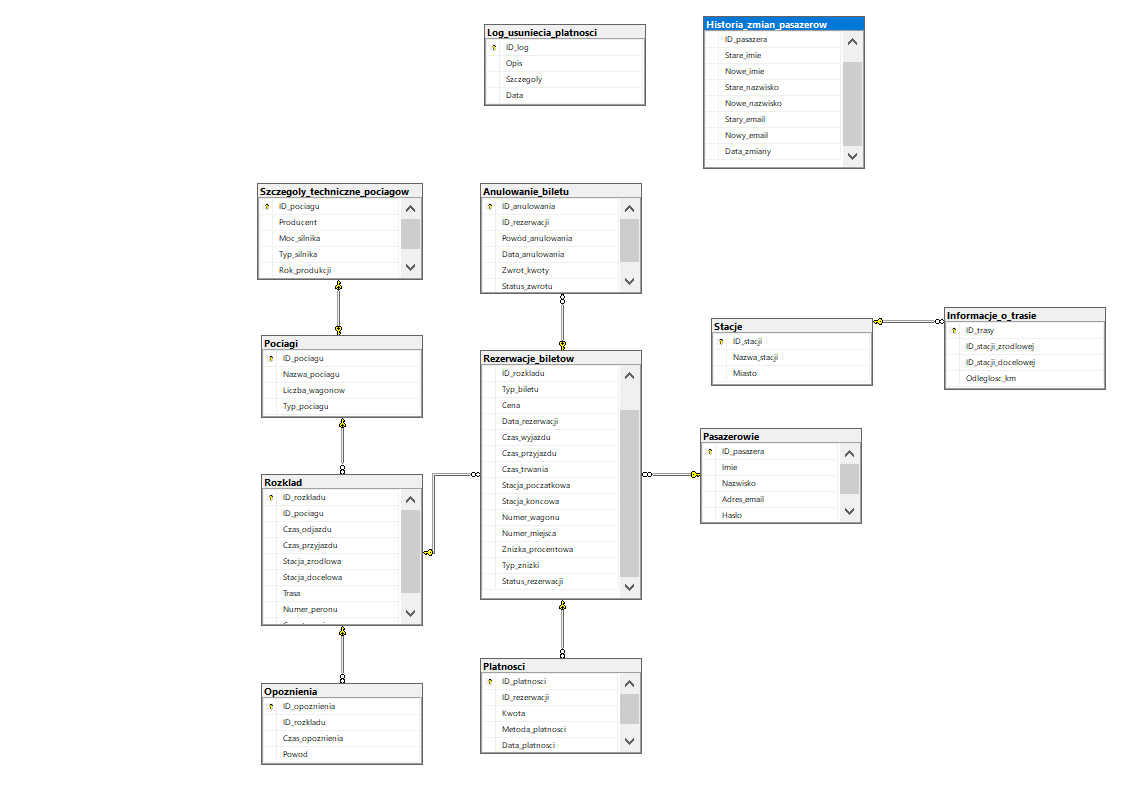 Log_usuniecia_platnosci
ID_log
Opis
Szczegoly
Data
Historia_zmian_pasazerow
ID_pasazera
Stare_imie
Nowe_imie
Stare_nazwisko
Nowe_nazwisko
Stary_email
Nowy_email
Data_zmiany
Szczegoly_techniczne_pociagow
ID_pociagu
Producent
Moc_silnika
Typ_silnika
Rok_produkcji
Anulowanie_biletu
ID_anulowania
ID_rezerwacji
Powód_anulowania
Data_anulowania
Zwrot_kwoty
Status_zwrotu
Stacje
ID_stacji
Nazwa_stacji
Miasto
Informacje_o_trasie
ID_trasy
ID_stacji_zrodlowej
ID_stacji_docelowej
Odleglosc_km
Pociagi
ID_pociagu
Nazwa_pociagu
Liczba_wagonow
Typ_pociagu
Rezerwacje_biletow
ID_rozkladu
Typ_biletu
Cena
Data_rezerwacji
Czas_wyjazdu
Czas_przyjazdu
Czas_trwania
Stacja_poczatkowa
Stacja_koncowa
Numer_wagonu
Numer_miejsca
Znizka_procentowa
Typ_znizki
Status_rezerwacji
Pasazerowie
ID_pasazera
Imie
Nazwisko
Adres_email
Haslo
Rozklad
ID_rozkladu
ID_pociagu
Czas_odjazdu
Czas_przyjazdu
Stacja_zrodlowa
Stacja_docelowa
Trasa
Numer_peronu
Opoznienia
ID_opoznienia
ID_rozkladu
Czas_opoznienia
Powod
Platnosci
ID_platnosci
ID_rezerwacji
Kwota
Metoda_platnosci
Data_platnosci